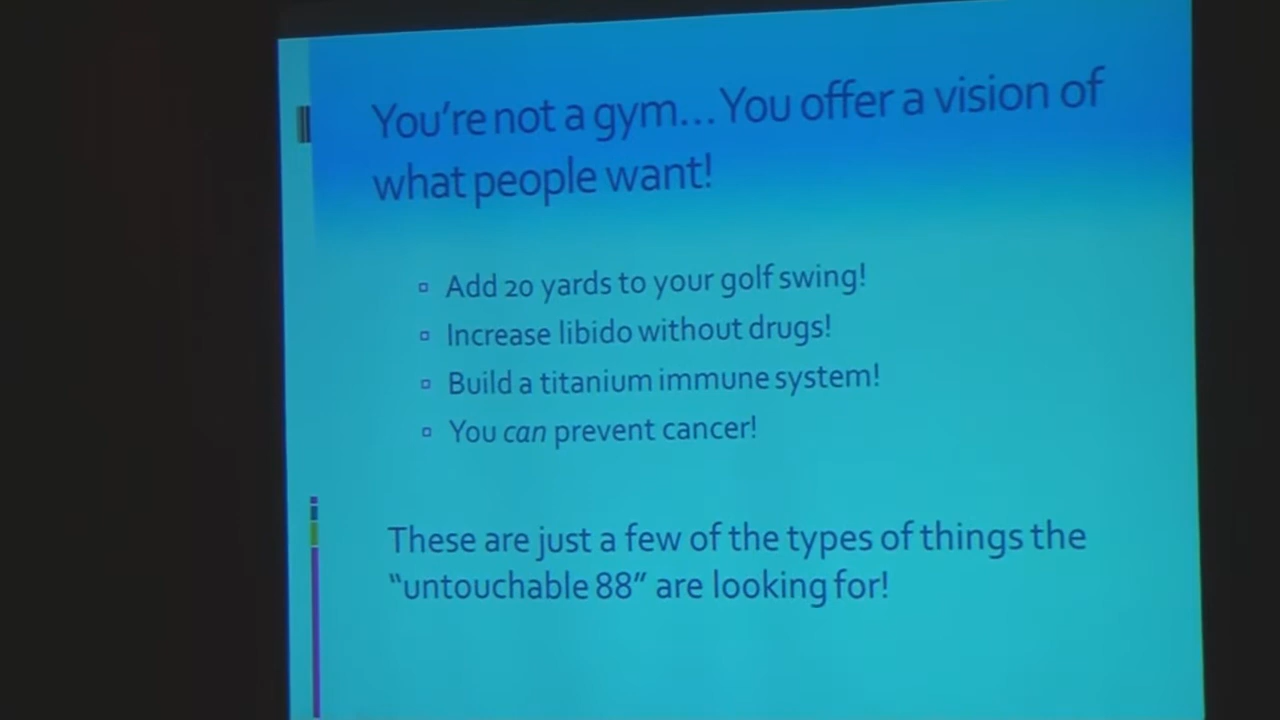 You're not a gym...You offer a vision of
what people want!
Add 20 yards to your golf swing!
Increase libido without drugs!
Build a titanium immune system!
You can prevent cancer!
These are just a few of the types of things the
"untouchable 88" are looking for!